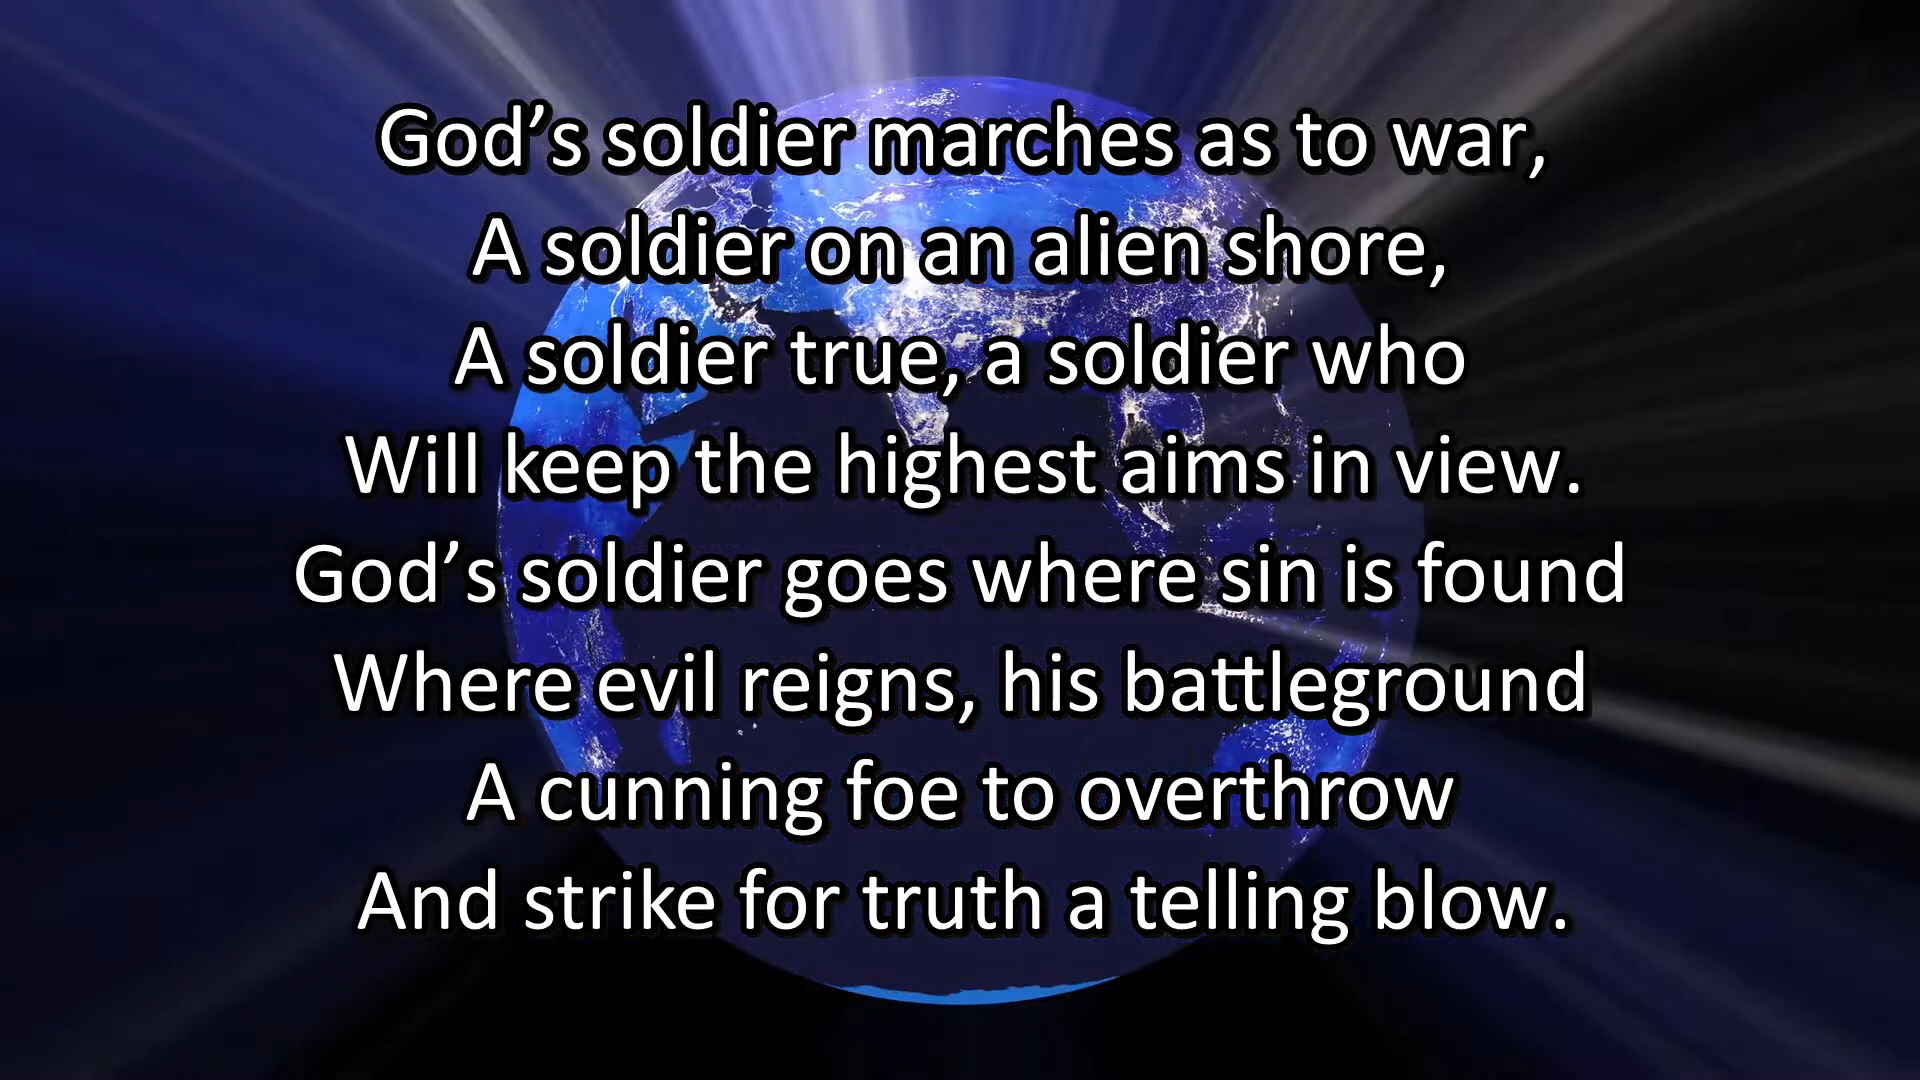 God’s soldier marches as to war,
A soldier on an alien shore,
A soldier true, a soldier who
Will keep the highest aims in view.
God’s soldier goes where sin is found
Where evil reigns, his battleground
A cunning foe to overthrow
And strike for truth a telling blow.